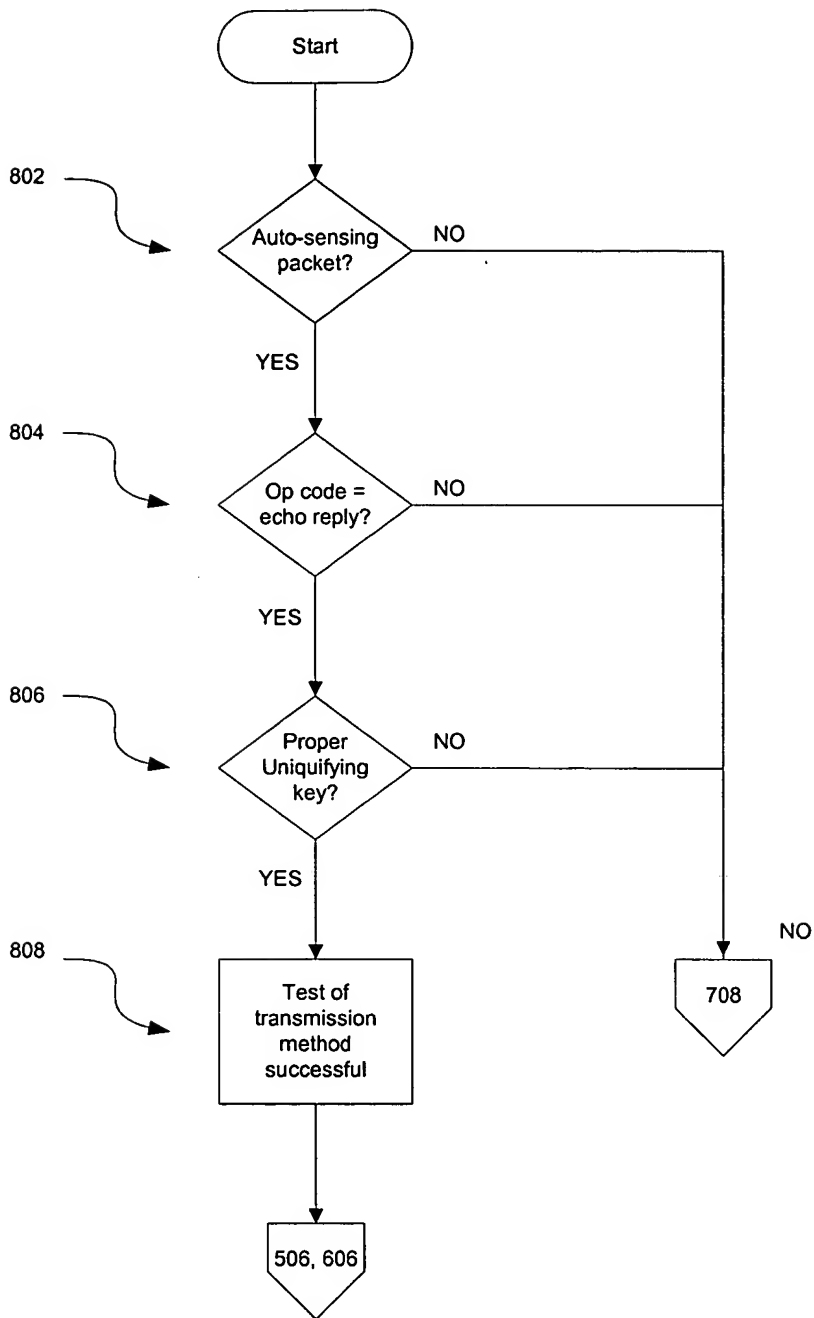 Start
802
Auto-sensing
packet?
NO
YES
804
Op code =
echo reply?
NO
YES
806
Proper
Uniquifying
key?
NO
YES
808
Test of
transmission
method
successful
NO
708
506, 606